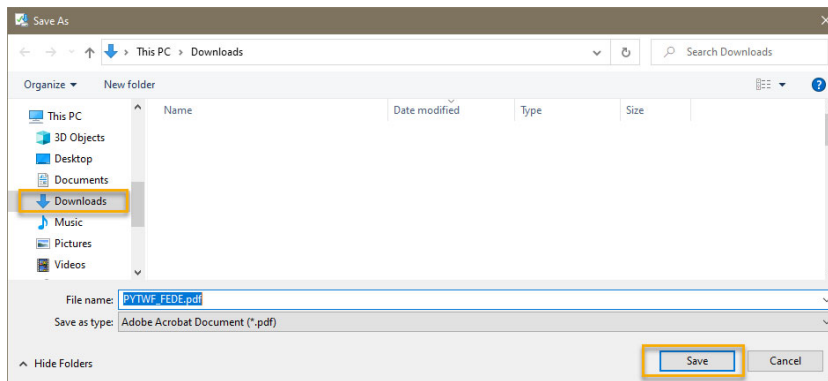 Save As
This PC > Downloads
Search Downloads
Organize
New folder
This PC
3D Objects
Desktop
Documents
Downloads
Music
Pictures
Videos
Name
Date modified
Type
Size
File name: PYTWF_FEDE.pdf
Save as type: Adobe Acrobat Document (*.pdf)
Hide Folders
Save
Cancel